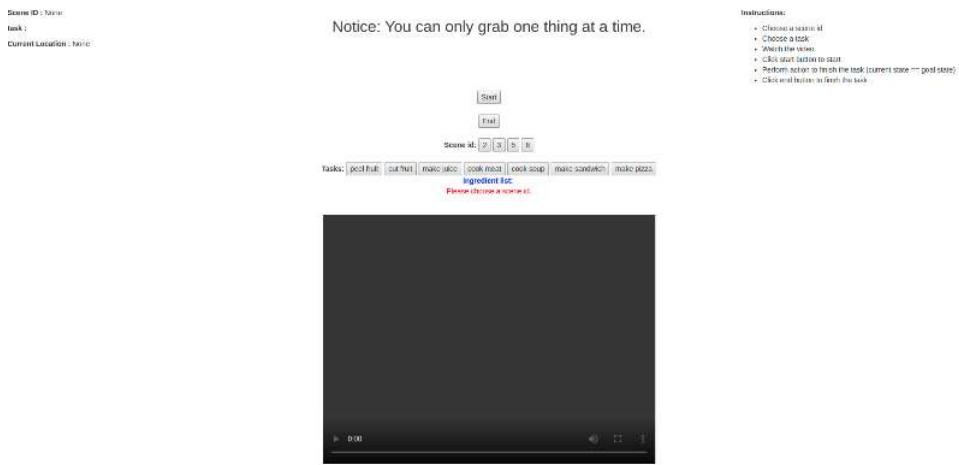 Scene ID : None
task :
Current Location : None
Notice: You can only grab one thing at a time.
Start
End
Scene id: 2 3 5 6
Tasks: peel fruit cut fruit make juice cook meat cook soup make sandwich make pizza
Ingredient list:
Please choose a scene id.
0:00
Instructions:
• Choose a scene id
• Choose a task
• Watch the video
• Click start button to start
• Perform action to finish the task (current state == goal state)
• Click end button to finish the task